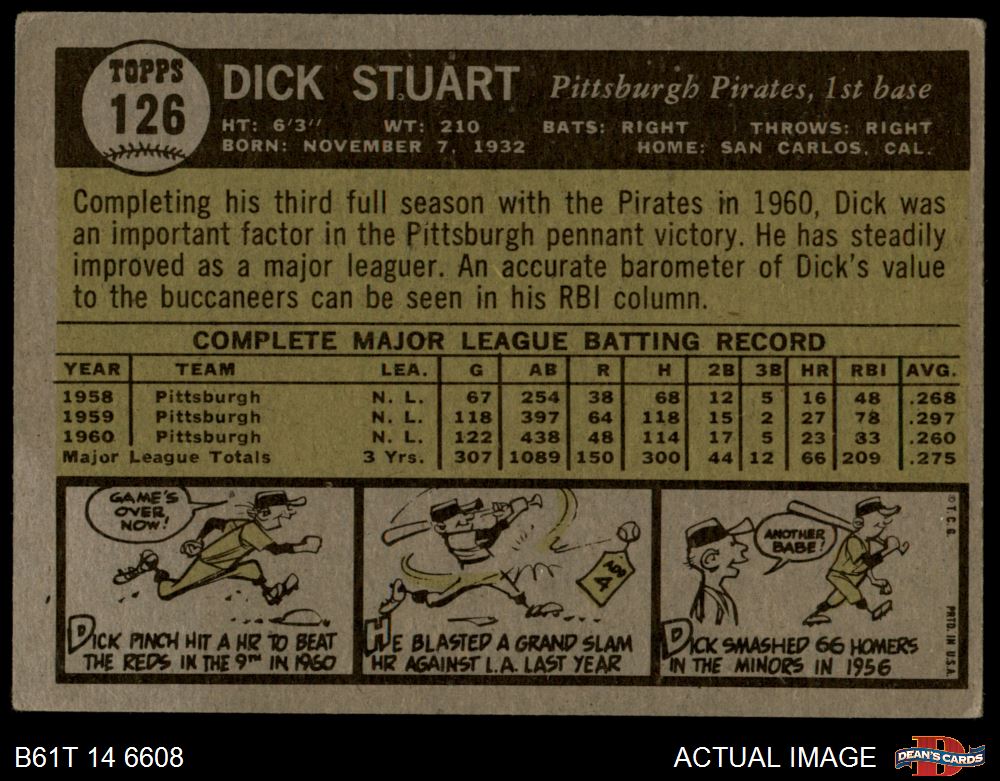 TOPPS
126
DICK STUART Pittsburgh Pirates, 1st base
HT: 6'3" WT: 210 BATS: RIGHT THROWS: RIGHT
BORN: NOVEMBER 7, 1932 HOME: SAN CARLOS, CAL.
Completing his third full season with the Pirates in 1960, Dick was
an important factor in the Pittsburgh pennant victory. He has steadily
improved as a major leaguer. An accurate barometer of Dick's value
to the buccaneers can be seen in his RBI column.
COMPLETE MAJOR LEAGUE BATTING RECORD
YEAR TEAM LEA. G AB R H 2B 3B HR RBI AVG.
1958 Pittsburgh N. L. 67 254 38 68 12 5 16 48 .268
1959 Pittsburgh N. L. 118 397 64 118 15 2 27 78 .297
1960 Pittsburgh N. L. 122 438 48 114 17 5 23 83 .260
Major League Totals 3 Yrs. 307 1089 150 300 44 12 66 209 .275
GAME'S
OVER
NOW!
DICK PINCH HIT A HR TO BEAT
THE REDS IN THE 9TH IN 1960
ADD
4
HE BLASTED A GRAND SLAM
HR AGAINST L.A. LAST YEAR
ANOTHER
BABE!
DICK SMASHED 66 HOMERS
IN THE MINORS IN 1956
© T.C.G. PRTD. IN U.S.A.
B61T 14 6608
ACTUAL IMAGE
D
DEAN'S CARDS